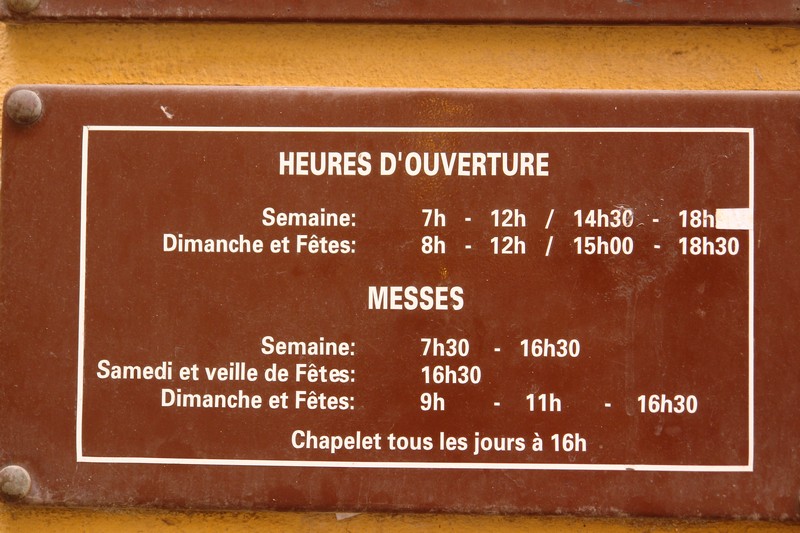 HEURES D'OUVERTURE
Semaine: 7h - 12h / 14h30 - 18h
Dimanche et Fêtes: 8h - 12h / 15h00 - 18h30
MESSES
Semaine: 7h30 - 16h30
Samedi et veille de Fêtes: 16h30
Dimanche et Fêtes: 9h - 11h - 16h30
Chapelet tous les jours à 16h